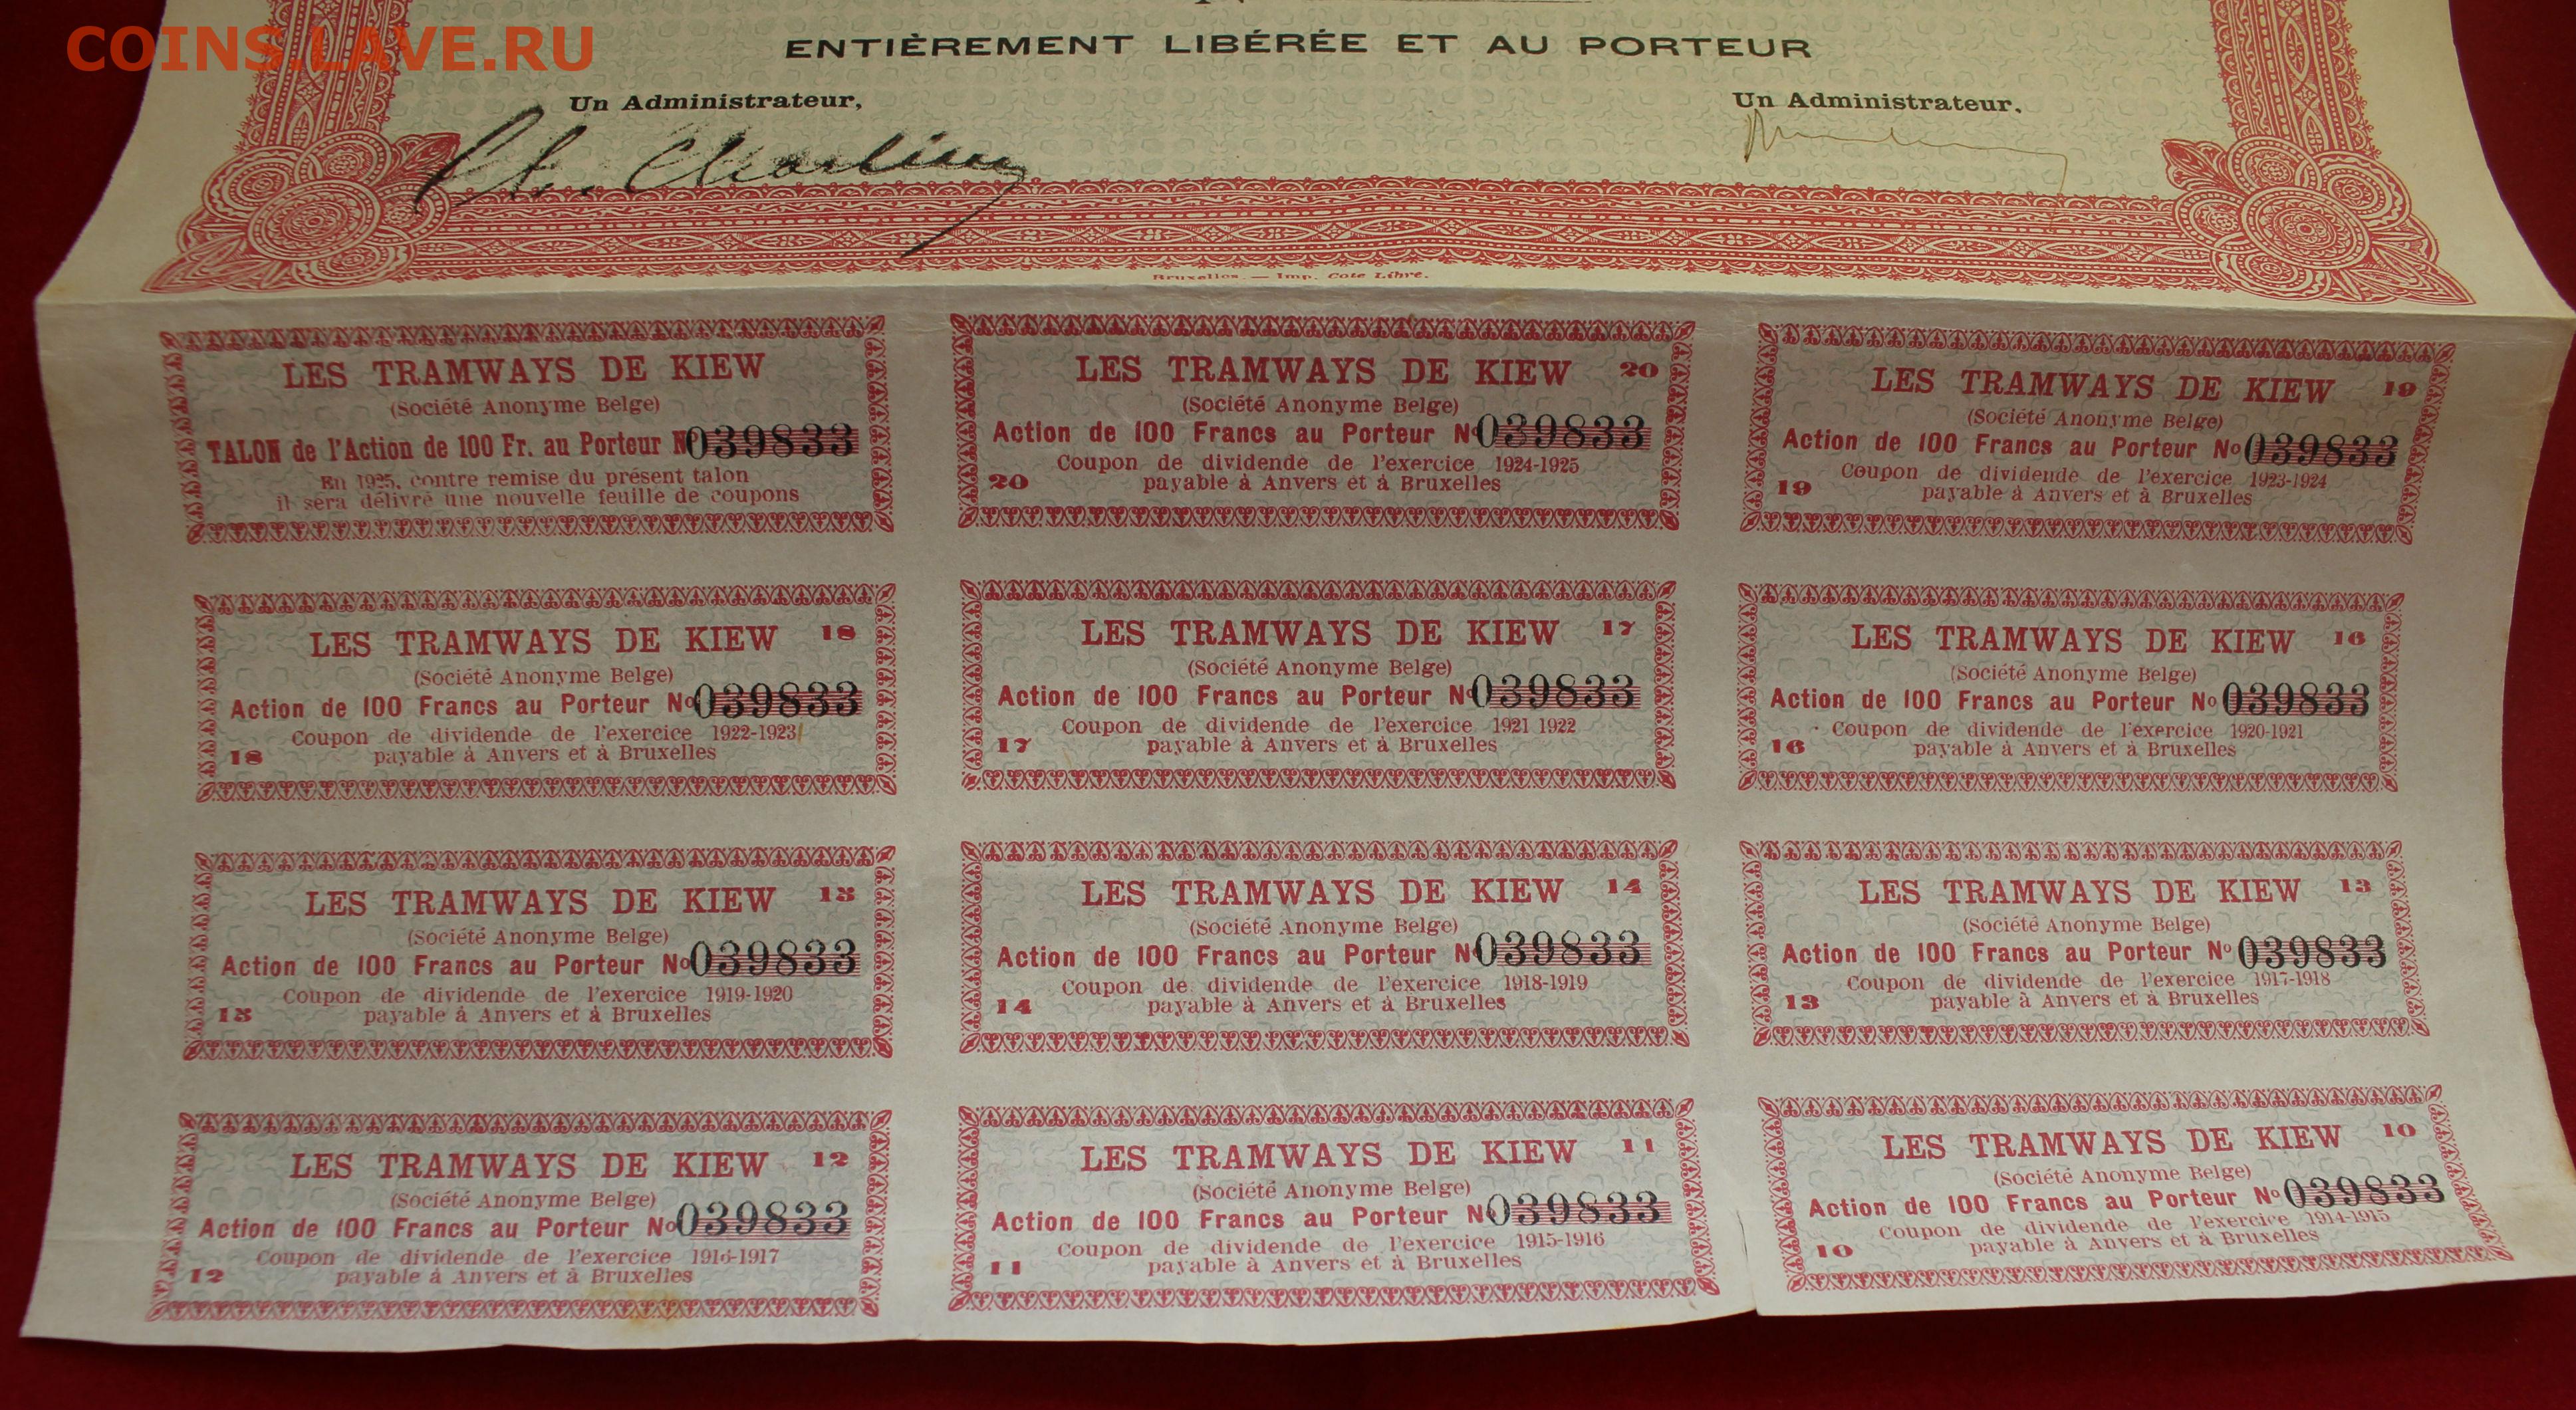 COINS.LAVE.RU
ENTIÈREMENT LIBÉRÉE ET AU PORTEUR
Un Administrateur, Un Administrateur,
Bruxelles. — Imp. Cote Libre.
LES TRAMWAYS DE KIEW
(Société Anonyme Belge)
TALON de l'Action de 100 Fr. au Porteur No 039833
En 1925, contre remise du présent talon
il sera délivré une nouvelle feuille de coupons
LES TRAMWAYS DE KIEW 20
(Société Anonyme Belge)
Action de 100 Francs au Porteur No 039833
Coupon de dividende de l'exercice 1924-1925
20 payable à Anvers et à Bruxelles
LES TRAMWAYS DE KIEW 19
(Société Anonyme Belge)
Action de 100 Francs au Porteur No 039833
Coupon de dividende de l'exercice 1923-1924
19 payable à Anvers et à Bruxelles
LES TRAMWAYS DE KIEW 18
(Société Anonyme Belge)
Action de 100 Francs au Porteur No 039833
Coupon de dividende de l'exercice 1922-1923
18 payable à Anvers et à Bruxelles
LES TRAMWAYS DE KIEW 17
(Société Anonyme Belge)
Action de 100 Francs au Porteur No 039833
Coupon de dividende de l'exercice 1921 1922
17 payable à Anvers et à Bruxelles
LES TRAMWAYS DE KIEW 16
(Société Anonyme Belge)
Action de 100 Francs au Porteur No 039833
Coupon de dividende de l'exercice 1920-1921
16 payable à Anvers et à Bruxelles
LES TRAMWAYS DE KIEW 15
(Société Anonyme Belge)
Action de 100 Francs au Porteur No 039833
Coupon de dividende de l'exercice 1919-1920
15 payable à Anvers et à Bruxelles
LES TRAMWAYS DE KIEW 14
(Société Anonyme Belge)
Action de 100 Francs au Porteur No 039833
Coupon de dividende de l'exercice 1918-1919
14 payable à Anvers et à Bruxelles
LES TRAMWAYS DE KIEW 13
(Société Anonyme Belge)
Action de 100 Francs au Porteur No 039833
Coupon de dividende de l'exercice 1917-1918
13 payable à Anvers et à Bruxelles
LES TRAMWAYS DE KIEW 12
(Société Anonyme Belge)
Action de 100 Francs au Porteur No 039833
Coupon de dividende de l'exercice 1916-1917
12 payable à Anvers et à Bruxelles
LES TRAMWAYS DE KIEW 11
(Société Anonyme Belge)
Action de 100 Francs au Porteur No 039833
Coupon de dividende de l'exercice 1915-1916
11 payable à Anvers et à Bruxelles
LES TRAMWAYS DE KIEW 10
(Société Anonyme Belge)
Action de 100 Francs au Porteur No 039833
Coupon de dividende de l'exercice 1914-1915
10 payable à Anvers et à Bruxelles